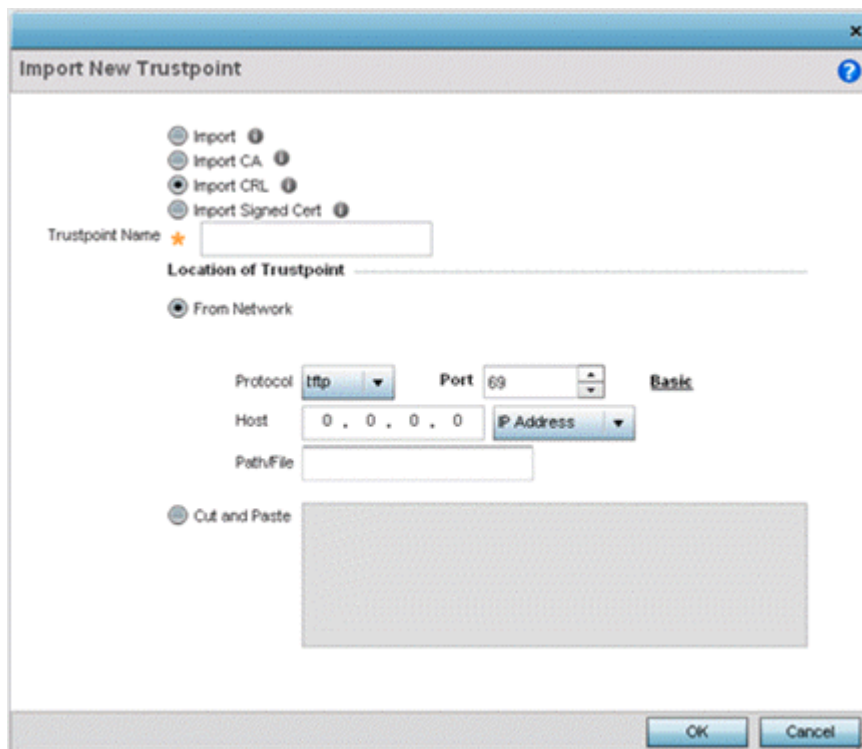 Import New Trustpoint
Import
Import CA
Import CRL
Import Signed Cert
Trustpoint Name *
Location of Trustpoint
From Network
Protocol tftp Port 69 Basic
Host 0 . 0 . 0 . 0 IP Address
Path/File
Cut and Paste
OK Cancel